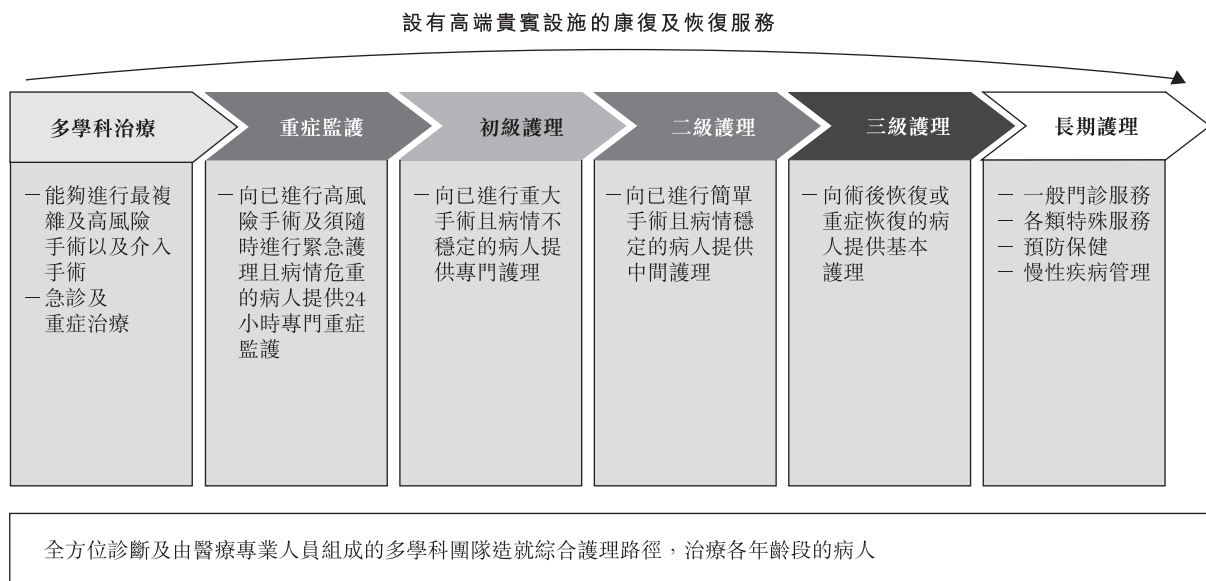 設有高端貴賓設施的康復及恢復服務
多學科治療
－能夠進行最複
雜及高風險
手術以及介入
手術
－急診及
重症治療
重症監護
－向已進行高風
險手術及須隨
時進行緊急護
理且病情危重
的病人提供24
小時專門重症
監護
初級護理
－向已進行重大
手術且病情不
穩定的病人提
供專門護理
二級護理
－向已進行簡單
手術且病情穩
定的病人提供
中間護理
三級護理
－向術後恢復或
重症恢復的病
人提供基本
護理
長期護理
－一般門診服務
－各類特殊服務
－預防保健
－慢性疾病管理
全方位診斷及由醫療專業人員組成的多學科團隊造就綜合護理路徑，治療各年齡段的病人